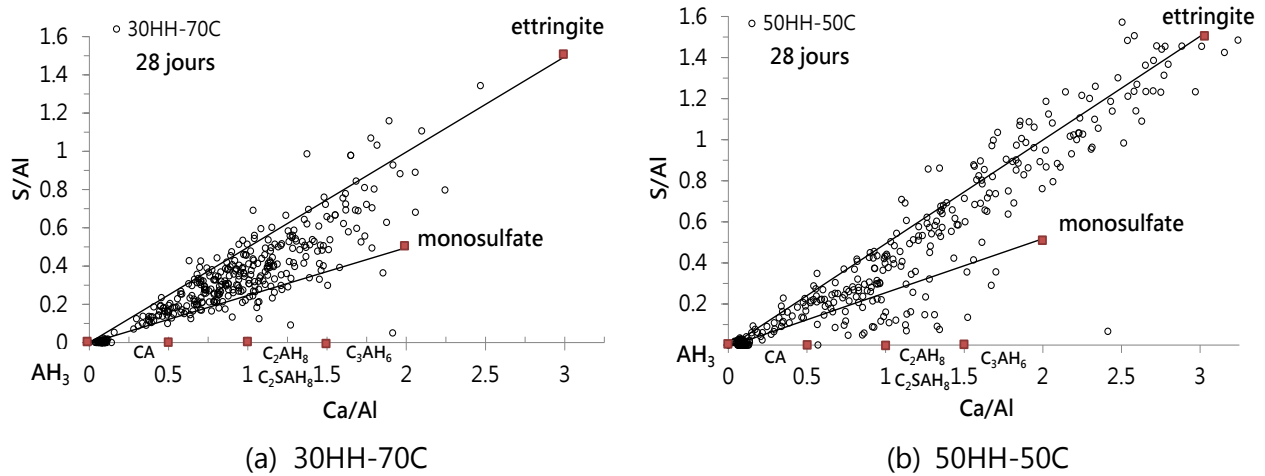 30HH-70C
28 jours
ettringite
monosulfate
1.6
1.4
1.2
1
0.8
0.6
0.4
0.2
0
S/Al
AH₃
CA
C₂AH₈
C₂SAH₈
C₃AH₆
0 0.5 1 1.5 2 2.5 3
Ca/Al
(a) 30HH-70C
50HH-50C
28 jours
ettringite
monosulfate
1.6
1.4
1.2
1
0.8
0.6
0.4
0.2
S/Al
AH₃
CA
C₂AH₈
C₂SAH₈
C₃AH₆
0 0.5 1 1.5 2 2.5 3
Ca/Al
(b) 50HH-50C